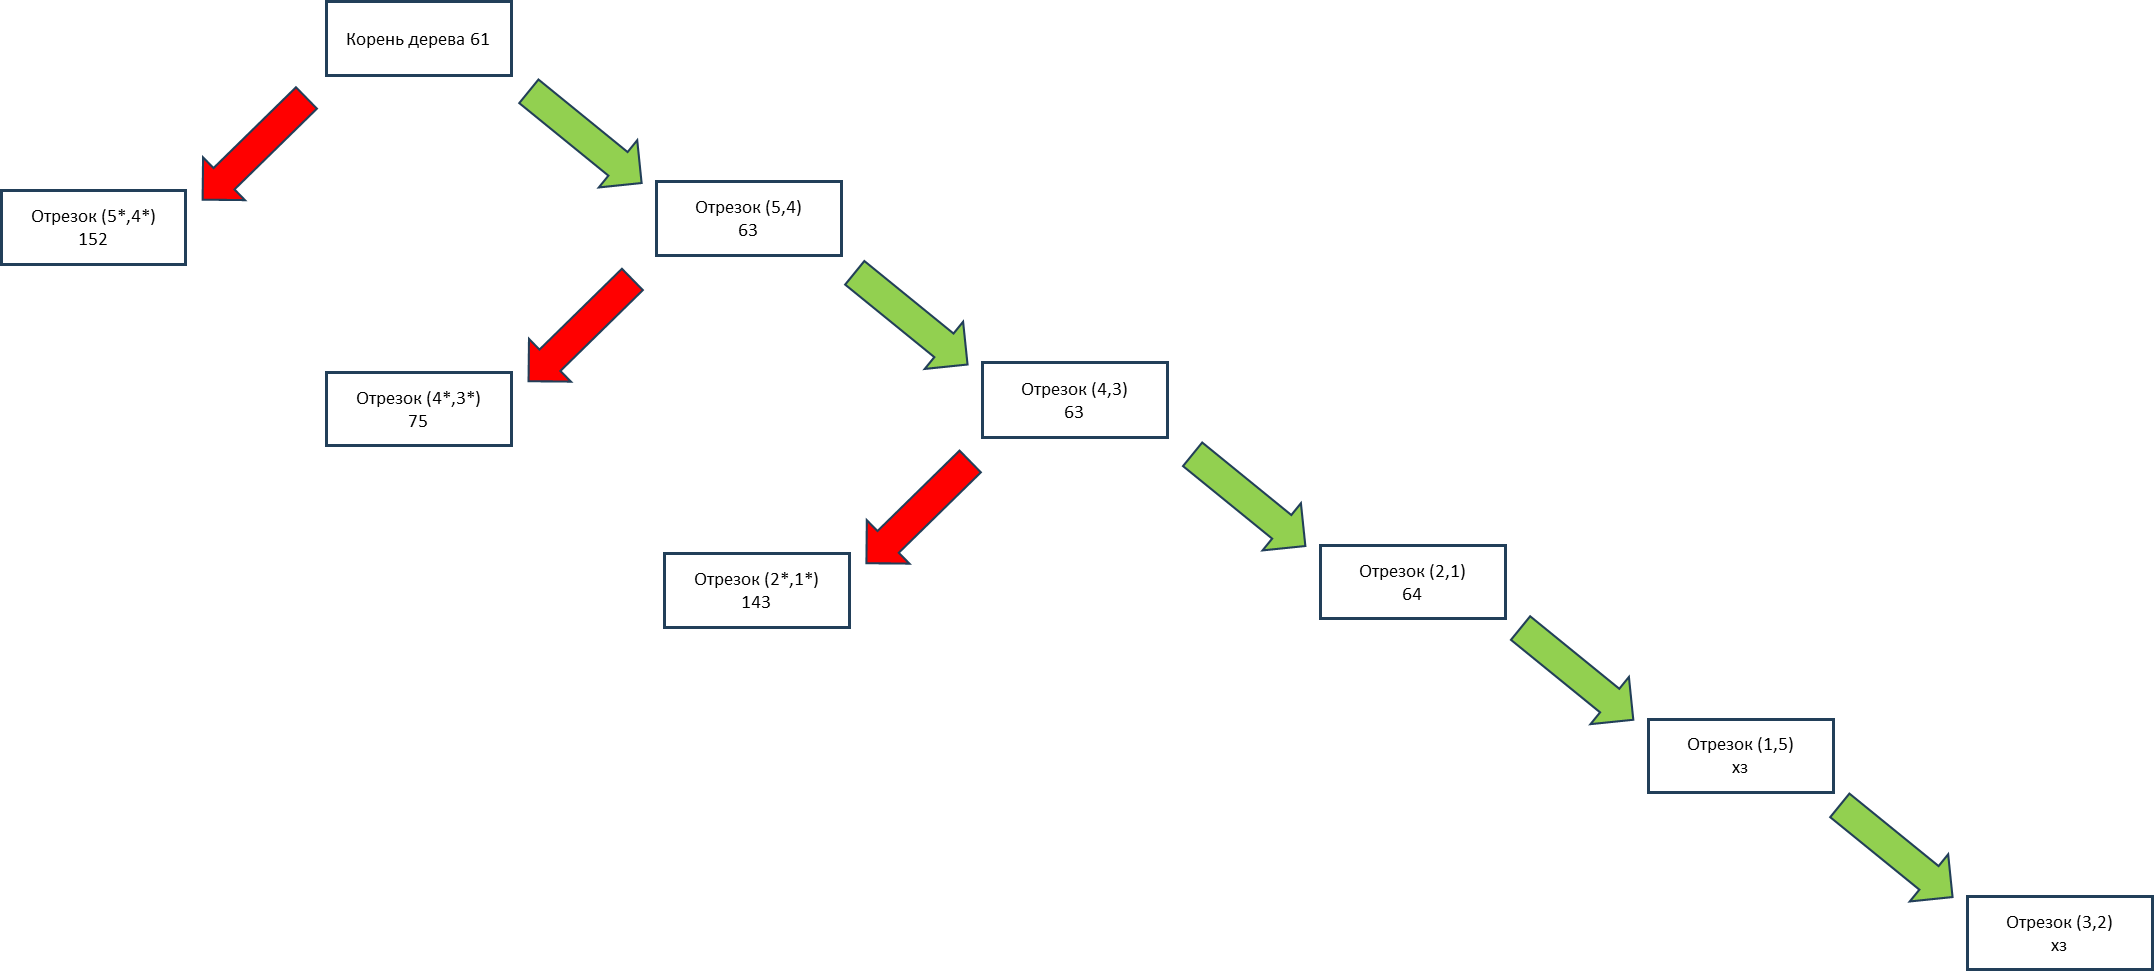 Корень дерева 61
Отрезок (5*,4*)
152
Отрезок (5,4)
63
Отрезок (4*,3*)
75
Отрезок (4,3)
63
Отрезок (2*,1*)
143
Отрезок (2,1)
64
Отрезок (1,5)
хз
Отрезок (3,2)
хз